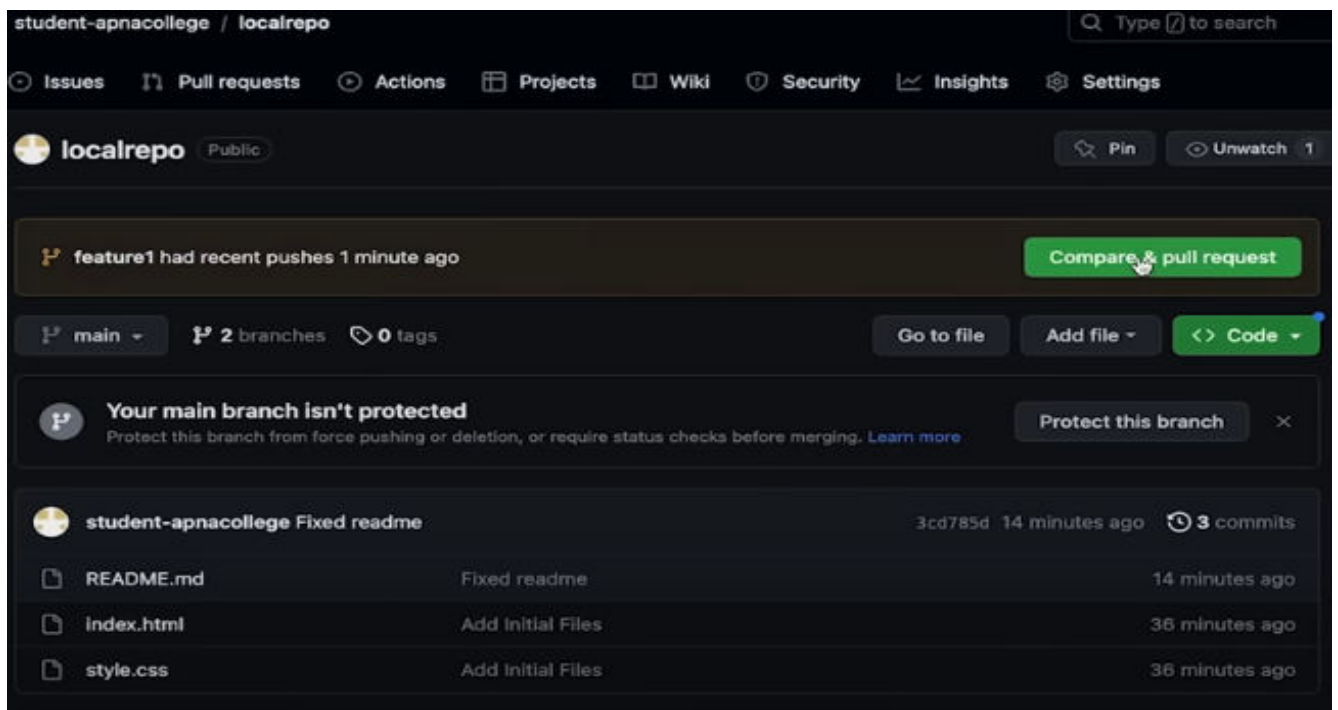 student-apnacollege / localrepo
Type / to search
Issues Pull requests Actions Projects Wiki Security Insights Settings
localrepo Public
Pin Unwatch 1
feature1 had recent pushes 1 minute ago
Compare & pull request
main 2 branches 0 tags
Go to file Add file <> Code
Your main branch isn't protected
Protect this branch from force pushing or deletion, or require status checks before merging. Learn more
Protect this branch
student-apnacollege Fixed readme 3cd785d 14 minutes ago 3 commits
README.md Fixed readme 14 minutes ago
index.html Add Initial Files 36 minutes ago
style.css Add Initial Files 36 minutes ago